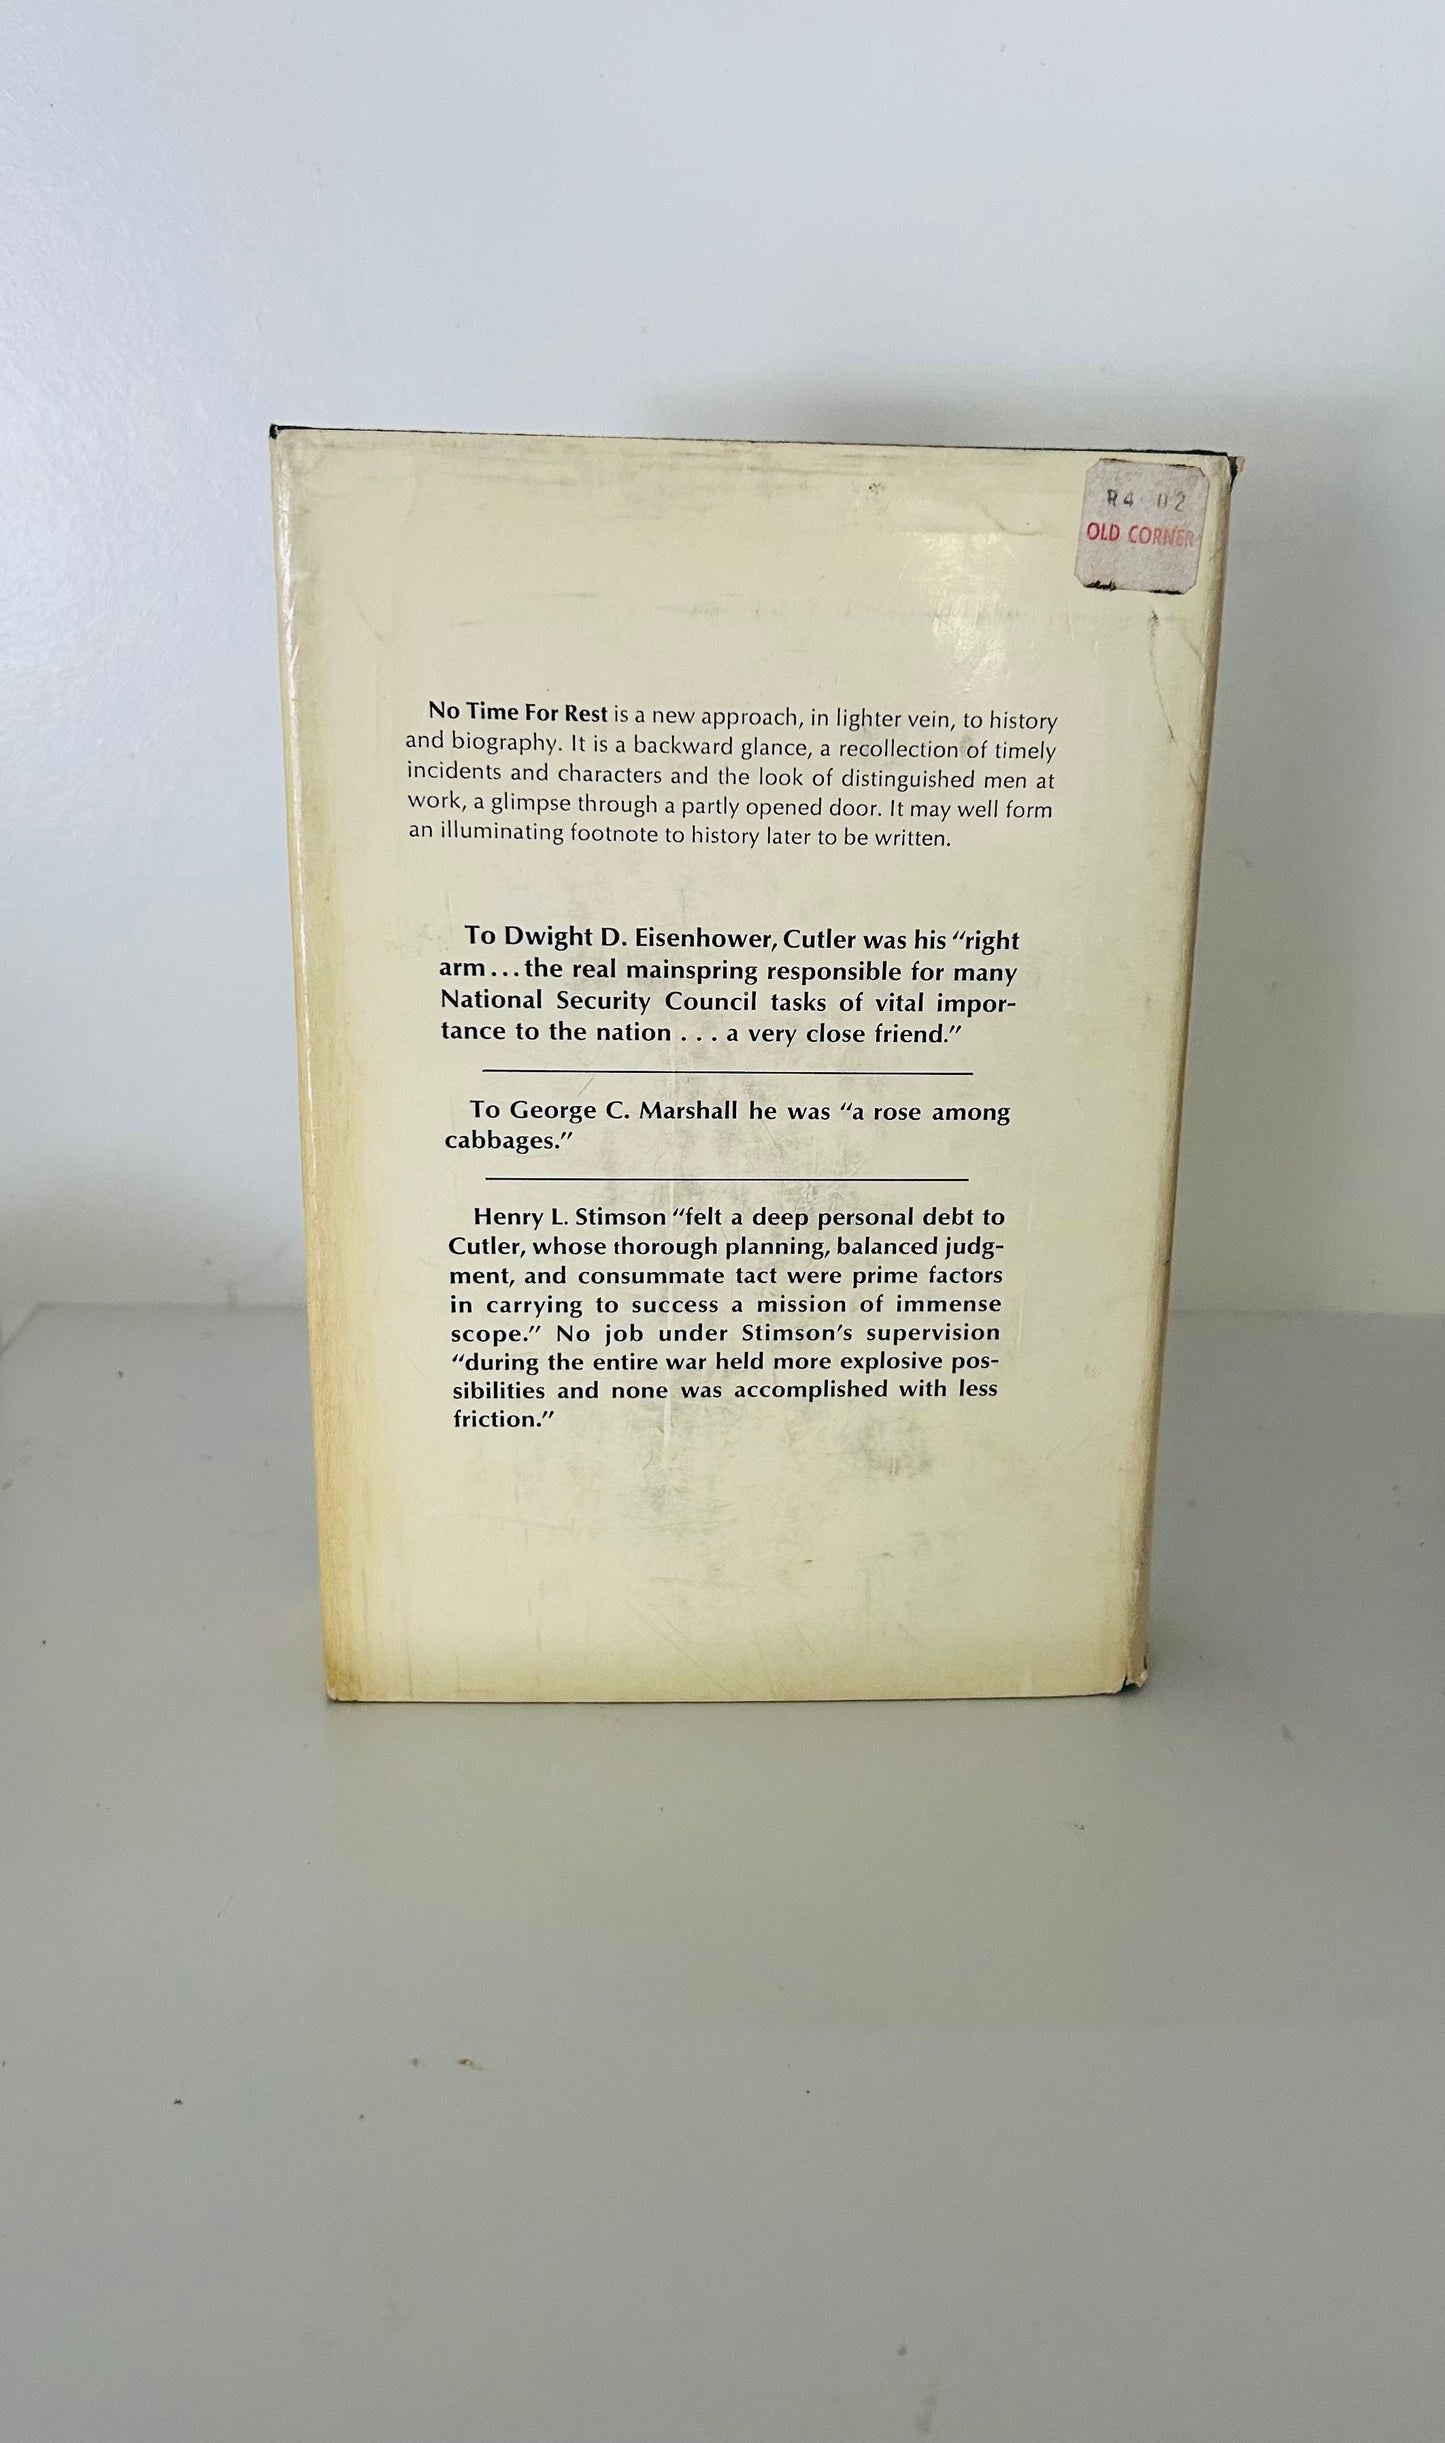 R4 02
OLD CORNER
No Time For Rest is a new approach, in lighter vein, to history
and biography. It is a backward glance, a recollection of timely
incidents and characters and the look of distinguished men at
work, a glimpse through a partly opened door. It may well form
an illuminating footnote to history later to be written.
To Dwight D. Eisenhower, Cutler was his “right
arm...the real mainspring responsible for many
National Security Council tasks of vital impor-
tance to the nation . . . a very close friend.”
To George C. Marshall he was “a rose among
cabbages.”
Henry L. Stimson “felt a deep personal debt to
Cutler, whose thorough planning, balanced judg-
ment, and consummate tact were prime factors
in carrying to success a mission of immense
scope.” No job under Stimson’s supervision
“during the entire war held more explosive pos-
sibilities and none was accomplished with less
friction.”